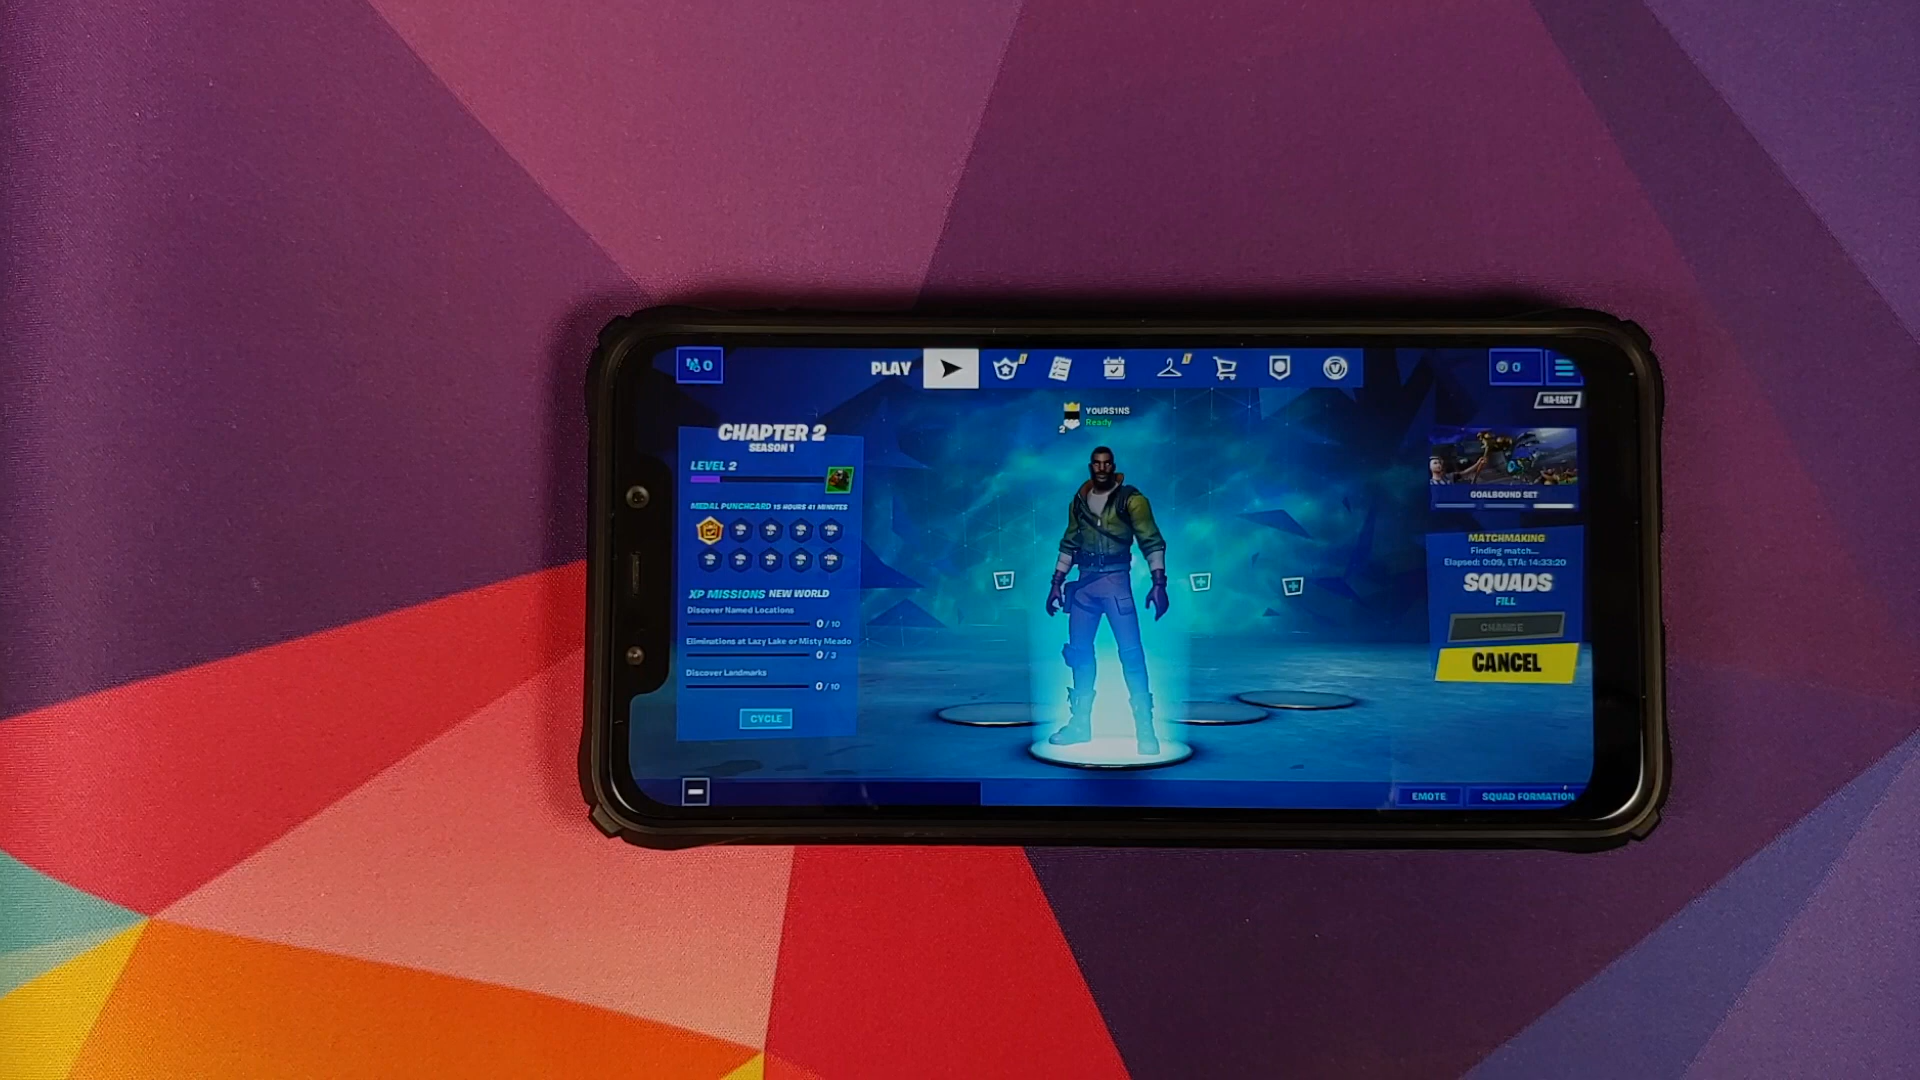 0
PLAY
0
NA-EAST
YOURS1NS
Ready
2
CHAPTER 2
SEASON 1
LEVEL 2
MEDAL PUNCHCARD 15 HOURS 41 MINUTES
XP MISSIONS NEW WORLD
Discover Named Locations
0/10
Eliminations at Lazy Lake or Misty Meado
0/3
Discover Landmarks
0/10
CYCLE
GOALBOUND SET
MATCHMAKING
Finding match...
Elapsed: 0:09, ETA: 14:33:20
SQUADS
FILL
CHANGE
CANCEL
EMOTE
SQUAD FORMATION